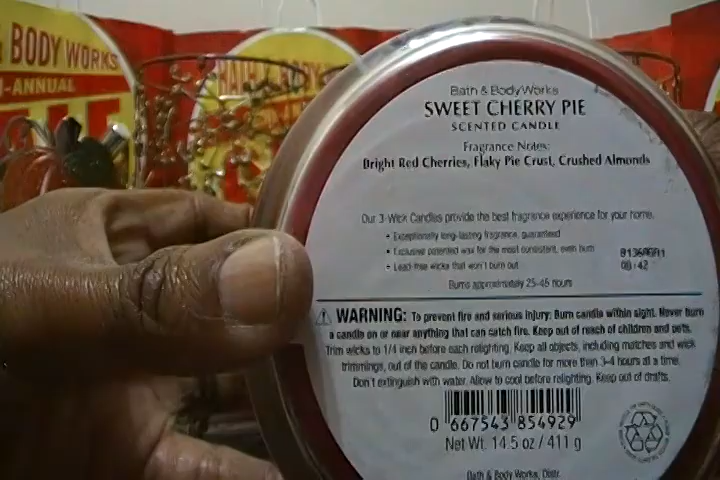 & BODY WORKS
I-ANNUAL
BATH & BODY WORKS
Bath & Body Works
SWEET CHERRY PIE
SCENTED CANDLE
Fragrance Notes:
Bright Red Cherries, Flaky Pie Crust, Crushed Almonds
Our 3-Wick Candles provide the best fragrance experience for your home.
• Exceptionally long-lasting fragrance, guaranteed
• Exclusive patented wax for the most consistent, even burn
• Lead-free wicks that won't burn out
08:42
Burns approximately 25-45 hours
WARNING: To prevent fire and serious injury: Burn candle within sight. Never burn
a candle on or near anything that can catch fire. Keep out of reach of children and pets.
Trim wicks to 1/4 inch before each relighting. Keep all objects, including matches and wick
trimmings, out of the candle. Do not burn candle for more than 3-4 hours at a time.
Don't extinguish with water. Allow to cool before relighting. Keep out of drafts.
0 667543 854929
Net Wt. 14.5 oz / 411 g
Bath & Body Works, Distr.